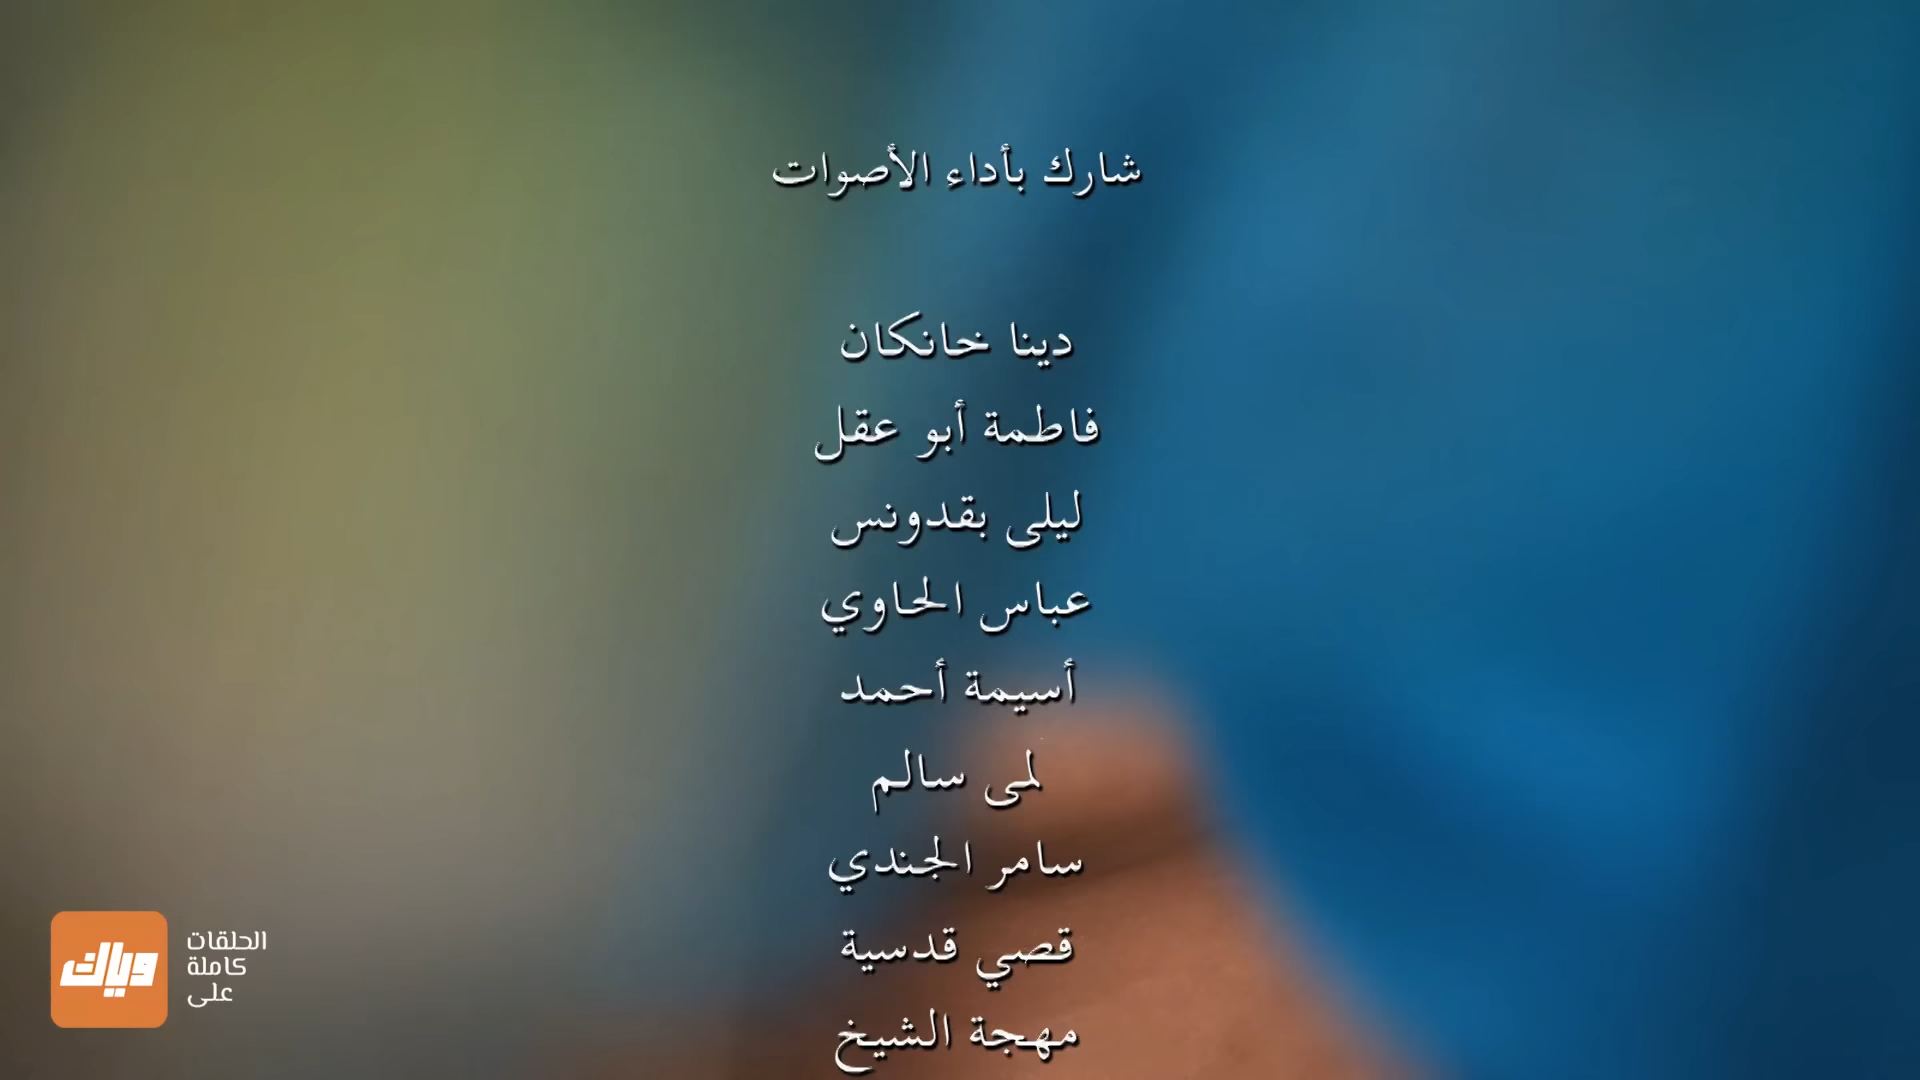 شارك بأداء الأصوات
دينا خانكان
فاطمة أبو عقل
ليلى بقدونس
عباس الحاوي
أسيمة أحمد
لمى سالم
سامر الجندي
قصي قدسية
مهجة الشيخ
الحلقات
كاملة
على
وياك